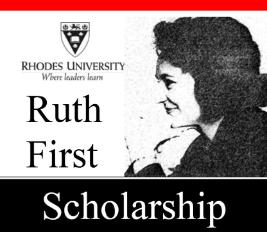 RHODES UNIVERSITY
Where leaders learn
Ruth
First
Scholarship